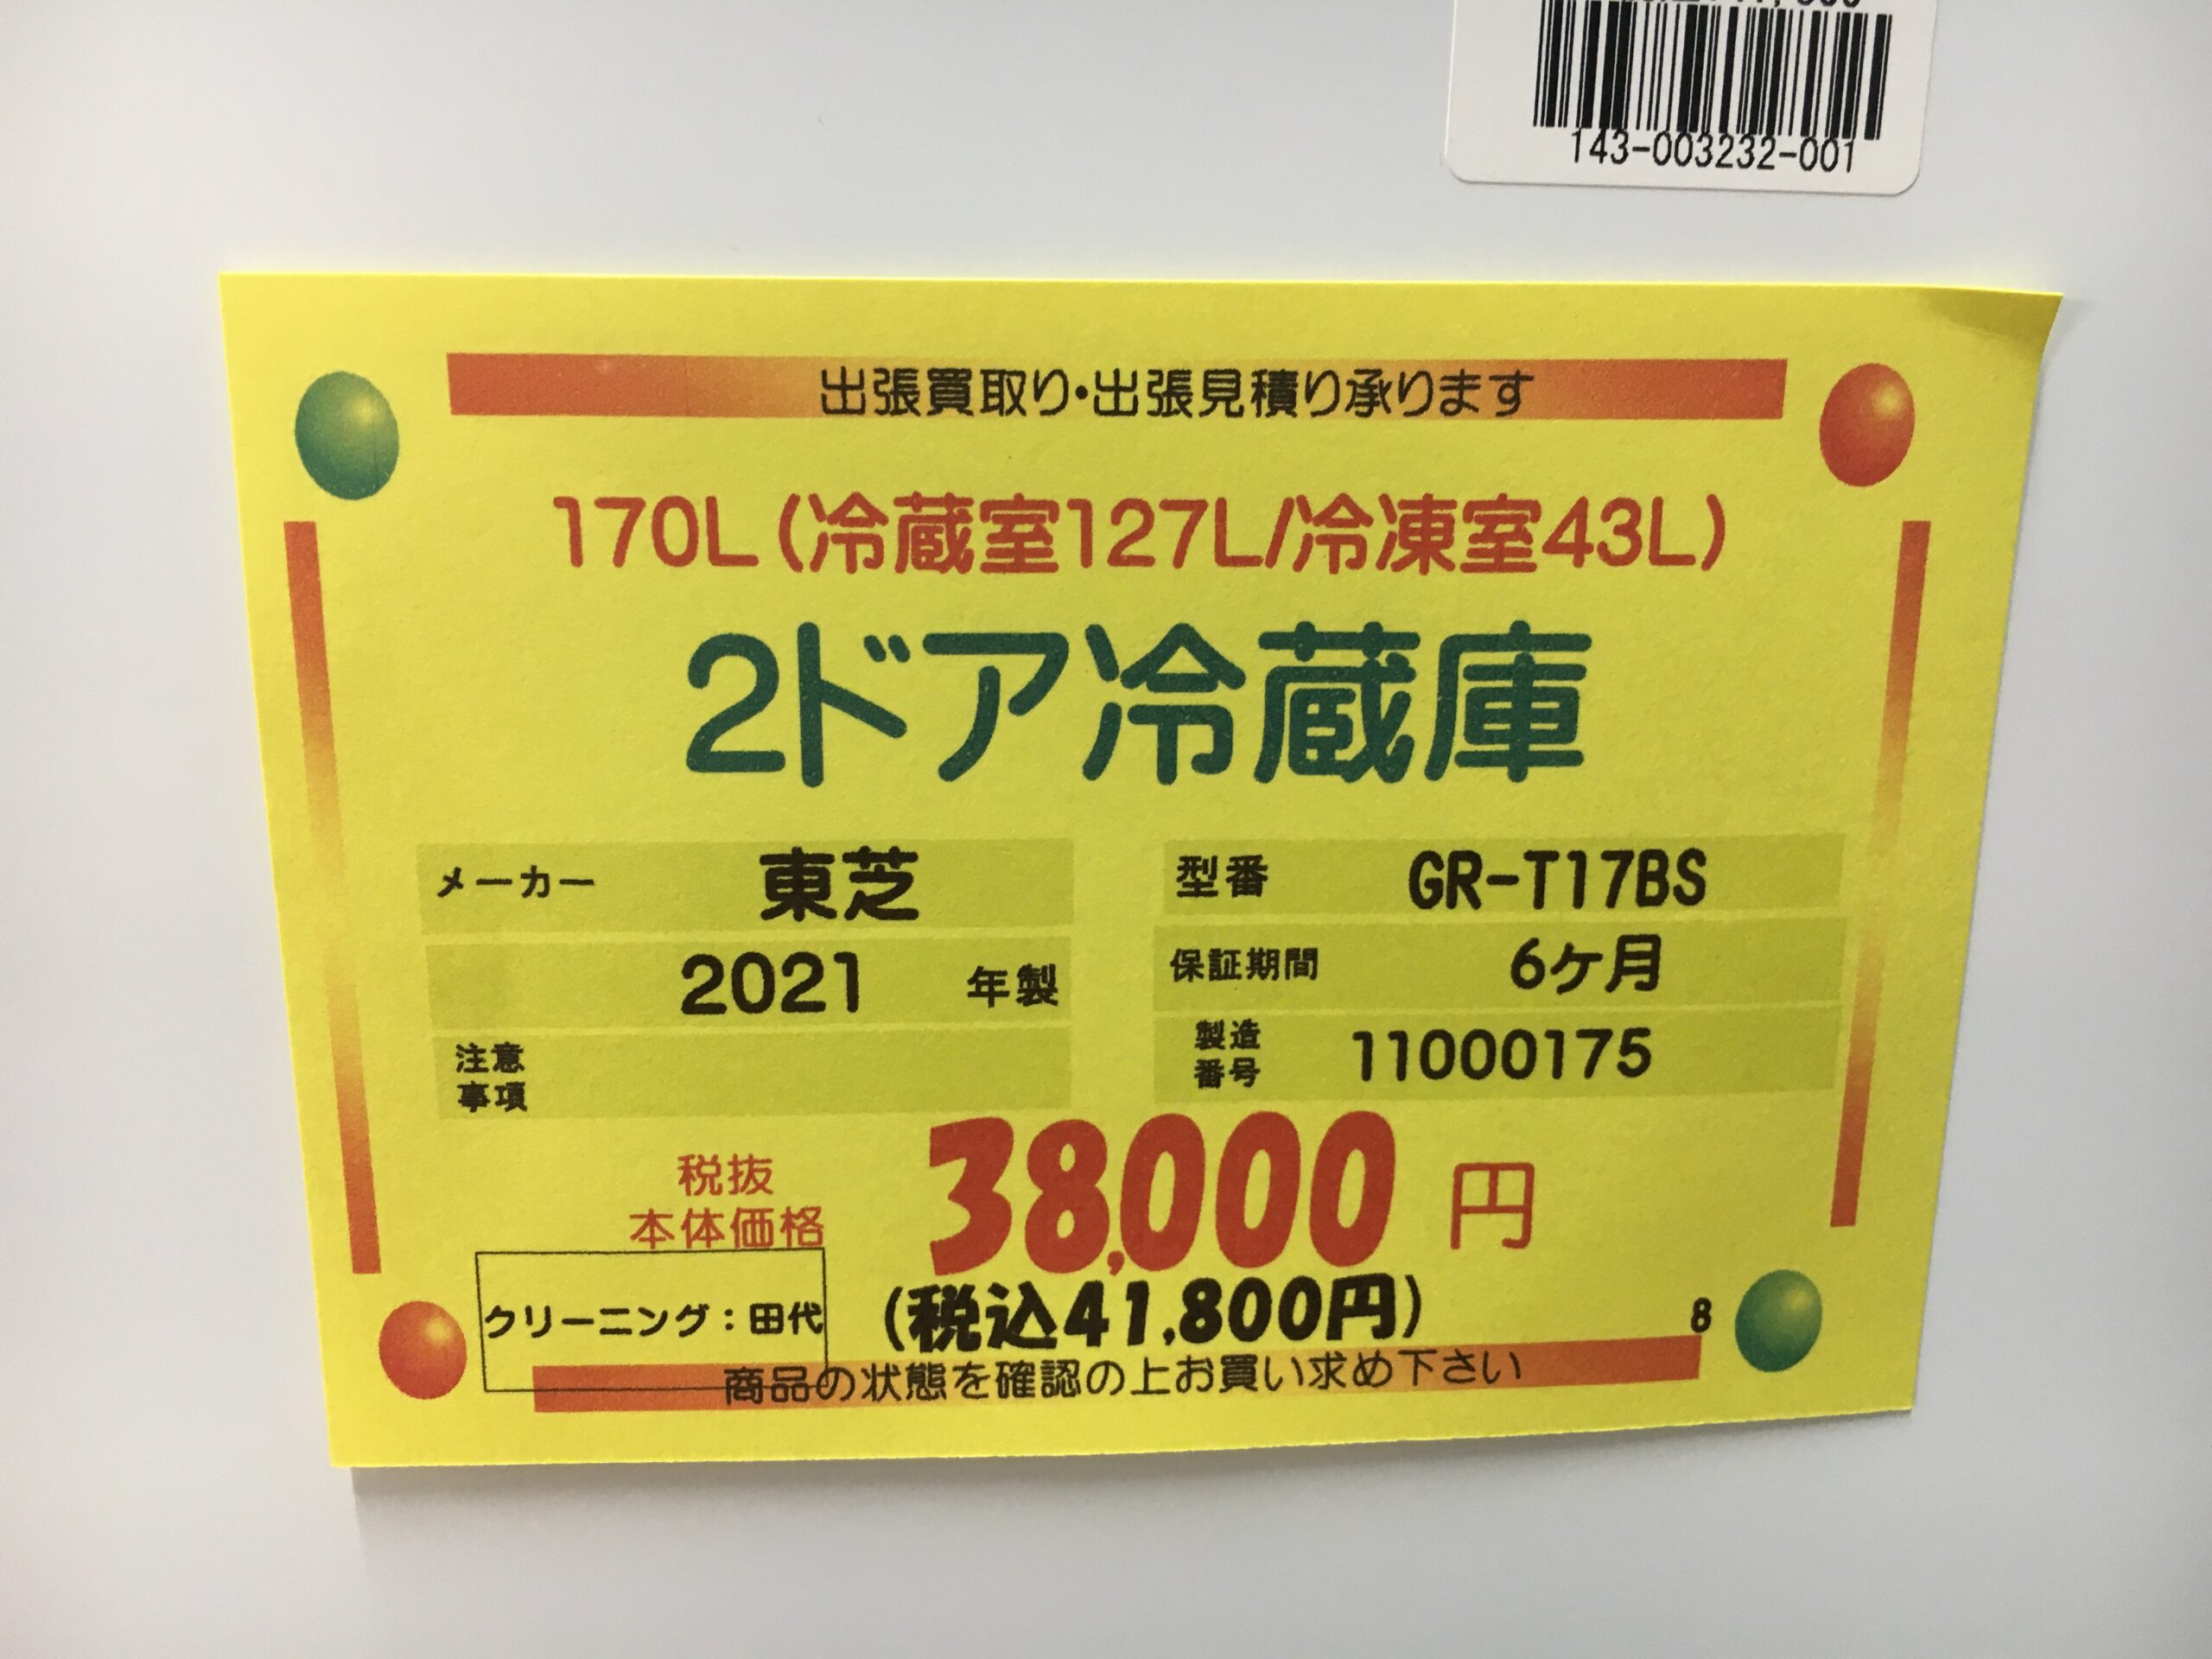 143-003232-001
出張買取り・出張見積り承ります
170L(冷蔵室127L/冷凍室43L)
2ドア冷蔵庫
メーカー 東芝 型番 GR-T17BS
2021 年製 保証期間 6ケ月
注意事項 製造番号 11000175
税抜
本体価格 38,000 円
クリーニング：田代 (税込41,800円) 8
商品の状態を確認の上お買い求め下さい